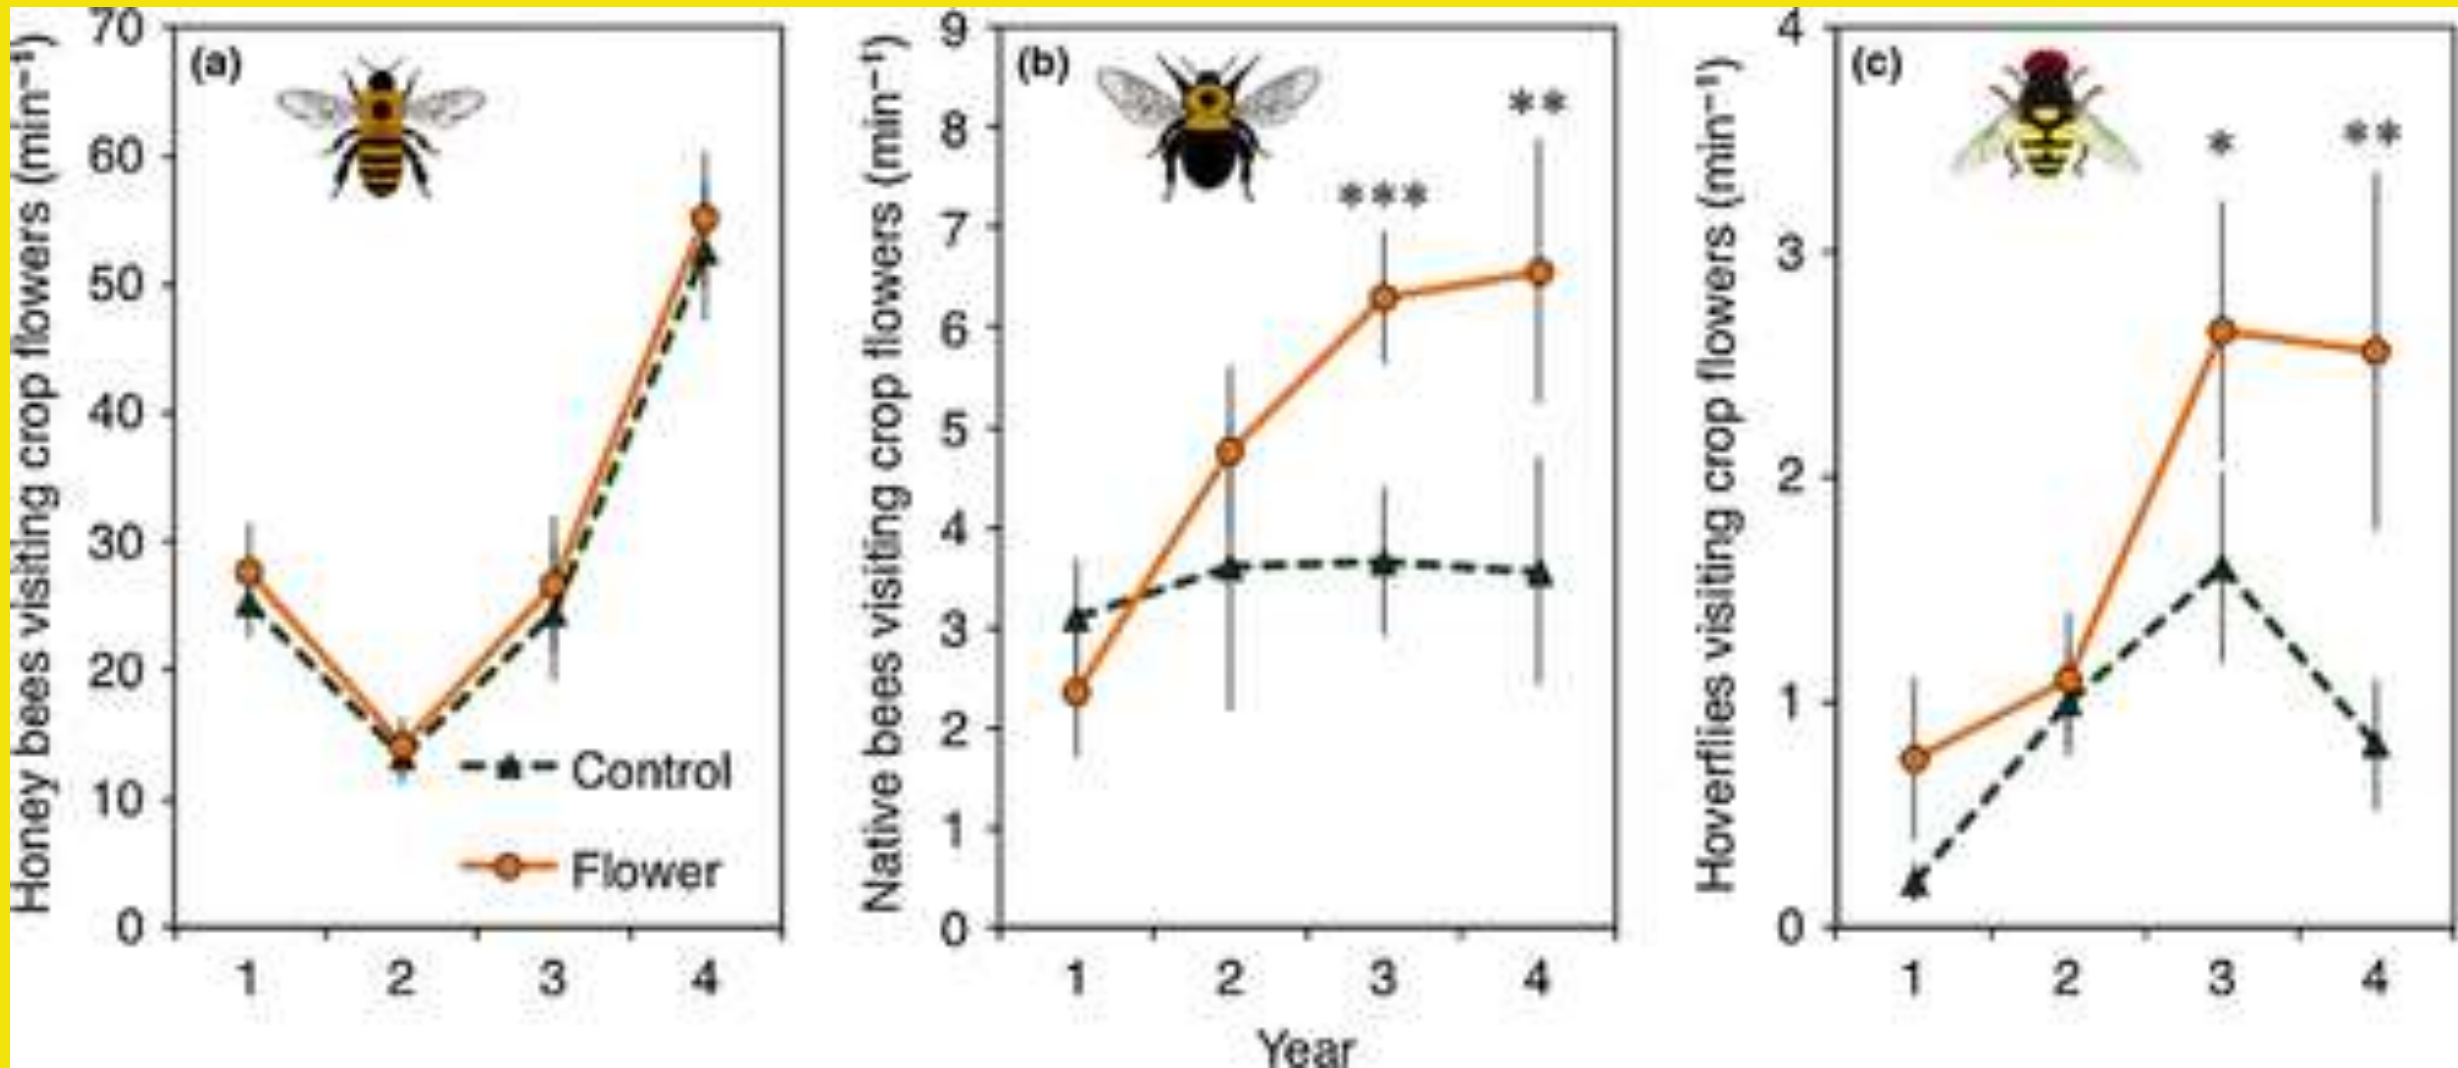 Honey bees visiting crop flowers (min⁻¹)
70
60
50
40
30
20
10
0
(a)
Control
Flower
1 2 3 4
Native bees visiting crop flowers (min⁻¹)
9
8
7
6
5
4
3
2
1
0
(b)
***
**
1 2 3 4
Hoverflies visiting crop flowers (min⁻¹)
4
3
2
1
0
(c)
*
**
1 2 3 4
Year